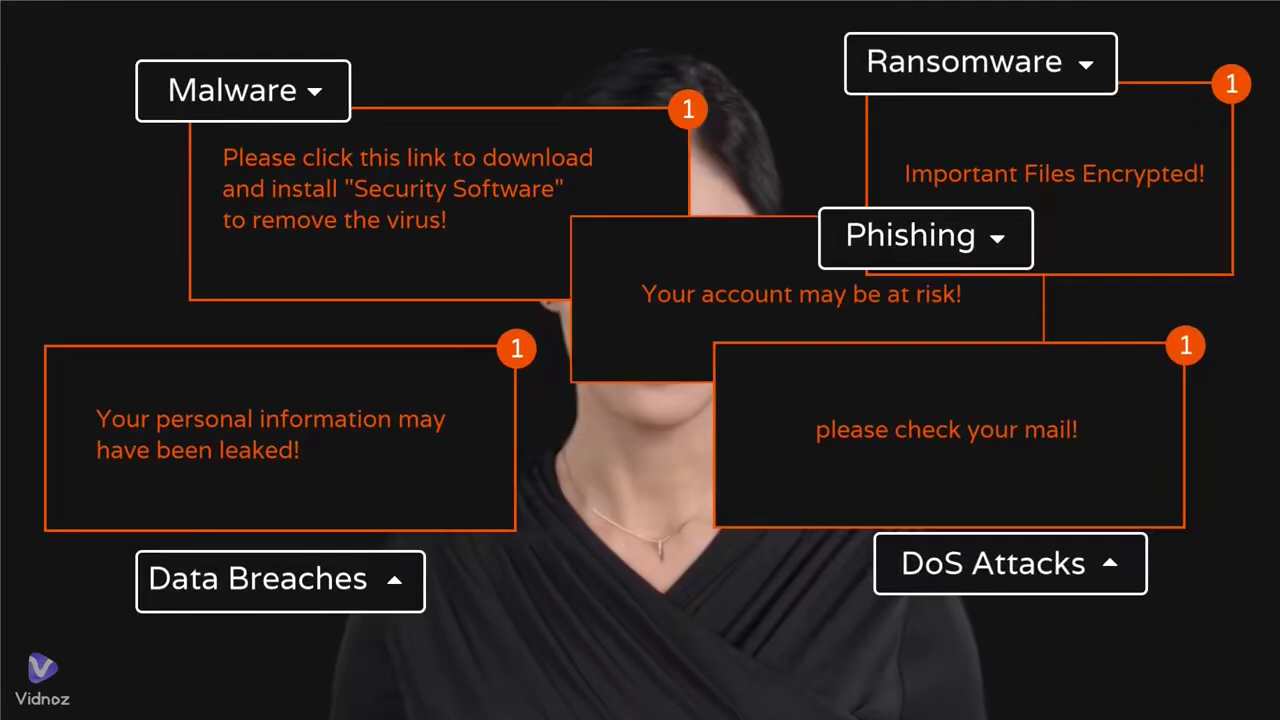 Malware
1
Please click this link to download
and install "Security Software"
to remove the virus!
Ransomware
1
Important Files Encrypted!
Phishing
Your account may be at risk!
1
Your personal information may
have been leaked!
Data Breaches
1
please check your mail!
DoS Attacks
Vidnoz